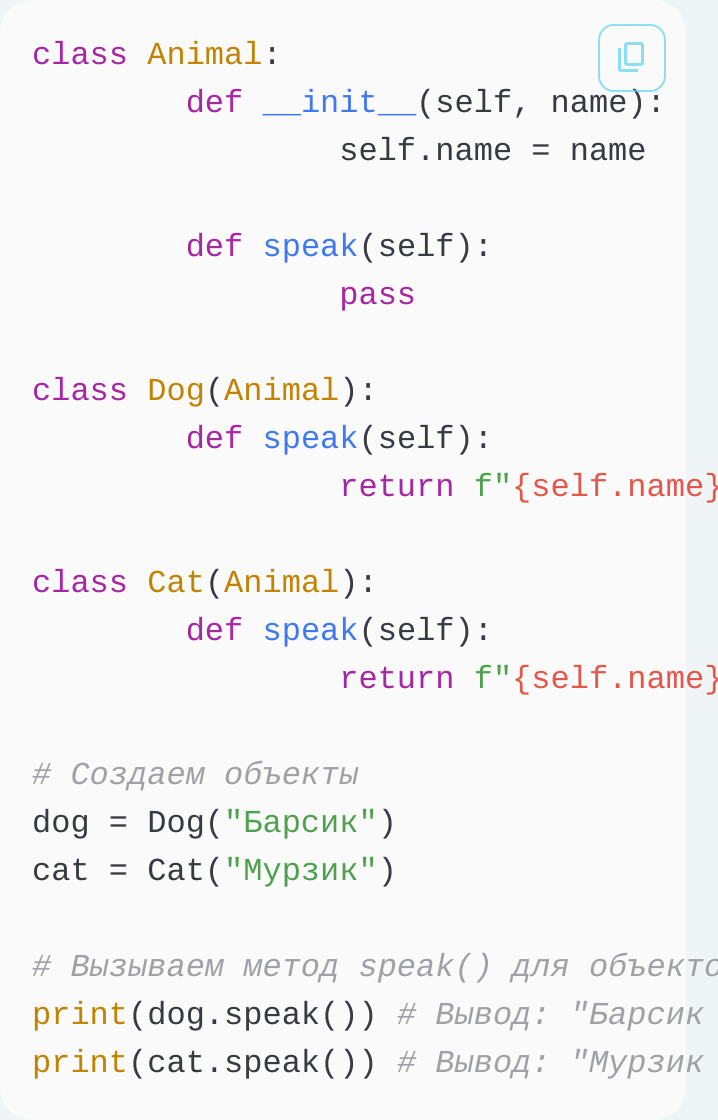 class Animal:
        def __init__(self, name):
                self.name = name

        def speak(self):
                pass

class Dog(Animal):
        def speak(self):
                return f"{self.name}

class Cat(Animal):
        def speak(self):
                return f"{self.name}

# Создаем объекты
dog = Dog("Барсик")
cat = Cat("Мурзик")

# Вызываем метод speak() для
print(dog.speak()) # Вывод: "Барсик
print(cat.speak()) # Вывод: "Мурзик